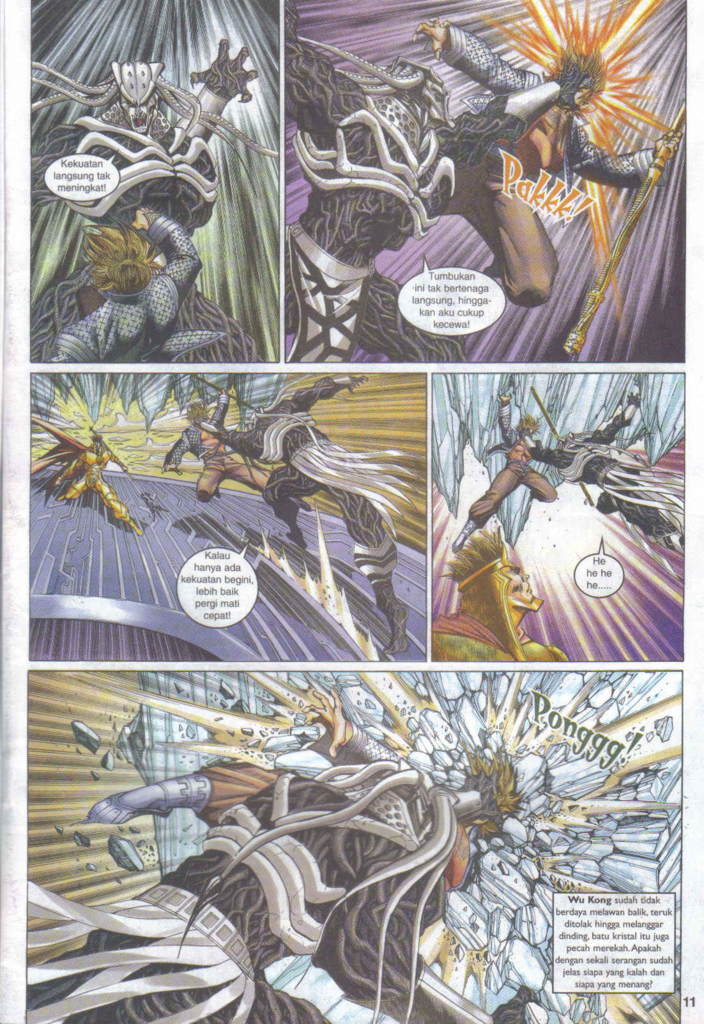 Kekuatan
langsung tak
meningkat!
Pakkk!
Tumbukan
ini tak bertenaga
langsung, hingga-
kan aku cukup
kecewa!
Kalau
hanya ada
kekuatan begini,
lebih baik
pergi mati
cepat!
He
he he
he.....
Ponggg!
Wu Kong sudah tidak
berdaya melawan balik, teruk
ditolak hingga melanggar
dinding, batu kristal itu juga
pecah merekah. Apakah
dengan sekali serangan sudah
jelas siapa yang kalah dan
siapa yang menang?
11